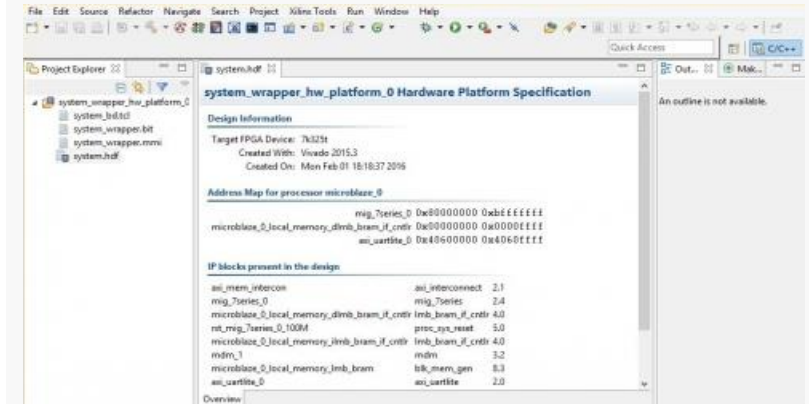 File Edit Source Refactor Navigate Search Project Xilinx Tools Run Window Help
Quick Access
C/C++
Project Explorer
system_wrapper_hw_platform_0
system_bd.tcl
system_wrapper.bit
system_wrapper.mmi
system.hdf
system.hdf
system_wrapper_hw_platform_0 Hardware Platform Specification
Design Information
Target FPGA Device: 7k325t
Created With: Vivado 2015.3
Created On: Mon Feb 01 18:18:37 2016
Address Map for processor microblaze_0
mig_7series_0 0x80000000 0xbfffffff
microblaze_0_local_memory_dlmb_bram_if_cntlr 0x00000000 0x0000ffff
axi_uartlite_0 0x40600000 0x4060ffff
IP blocks present in the design
axi_mem_intercon axi_interconnect 2.1
mig_7series_0 mig_7series 2.4
microblaze_0_local_memory_dlmb_bram_if_cntlr lmb_bram_if_cntlr 4.0
rst_mig_7series_0_100M proc_sys_reset 5.0
microblaze_0_local_memory_ilmb_bram_if_cntlr lmb_bram_if_cntlr 4.0
mdm_1 mdm 3.2
microblaze_0_local_memory_lmb_bram blk_mem_gen 8.3
axi_uartlite_0 axi_uartlite 2.0
Overview
Out...
Mak...
An outline is not available.